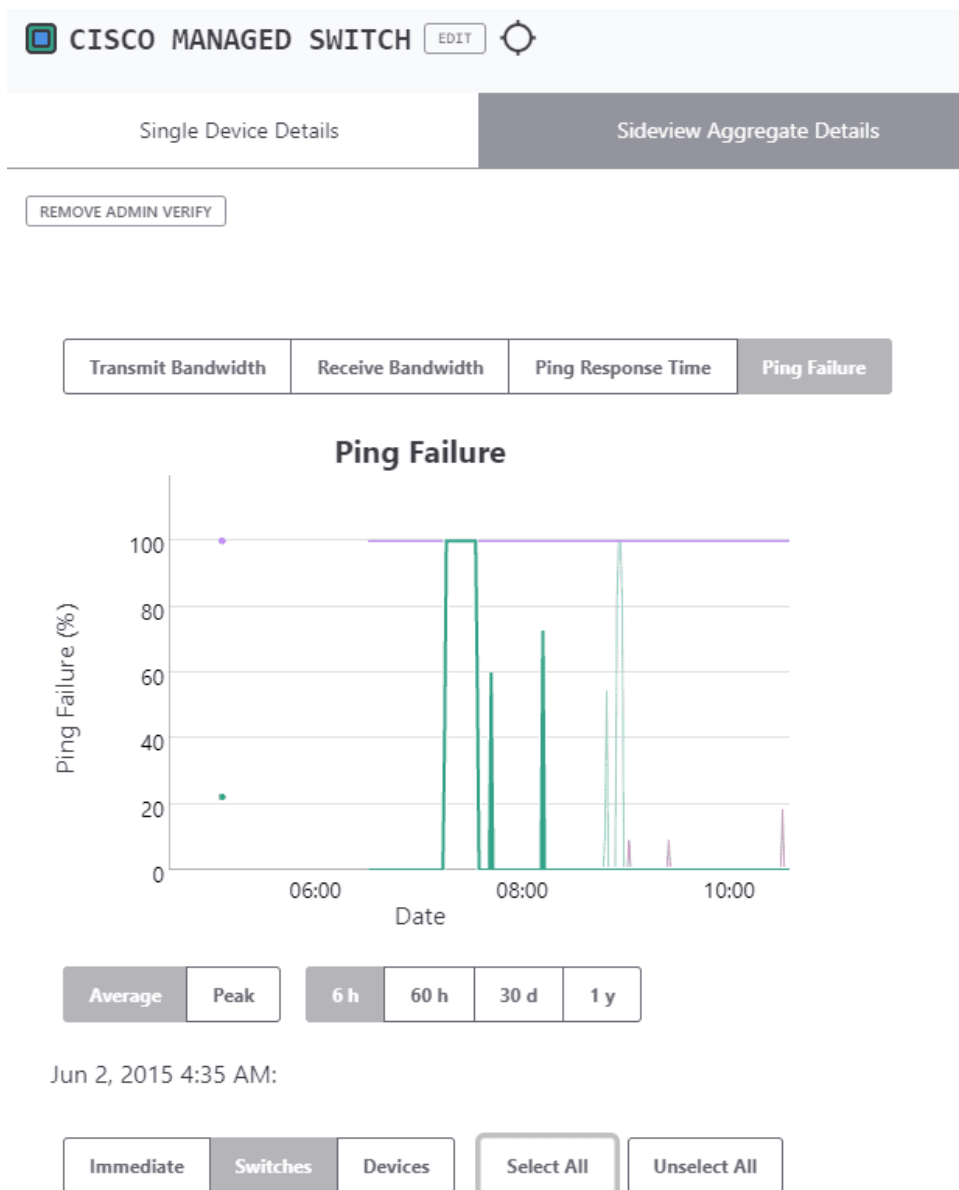 CISCO MANAGED SWITCH EDIT
Single Device Details Sideview Aggregate Details
REMOVE ADMIN VERIFY
Transmit Bandwidth Receive Bandwidth Ping Response Time Ping Failure
Ping Failure
100
80
60
40
20
0
Ping Failure (%)
06:00 08:00 10:00
Date
Average Peak 6 h 60 h 30 d 1 y
Jun 2, 2015 4:35 AM:
Immediate Switches Devices Select All Unselect All